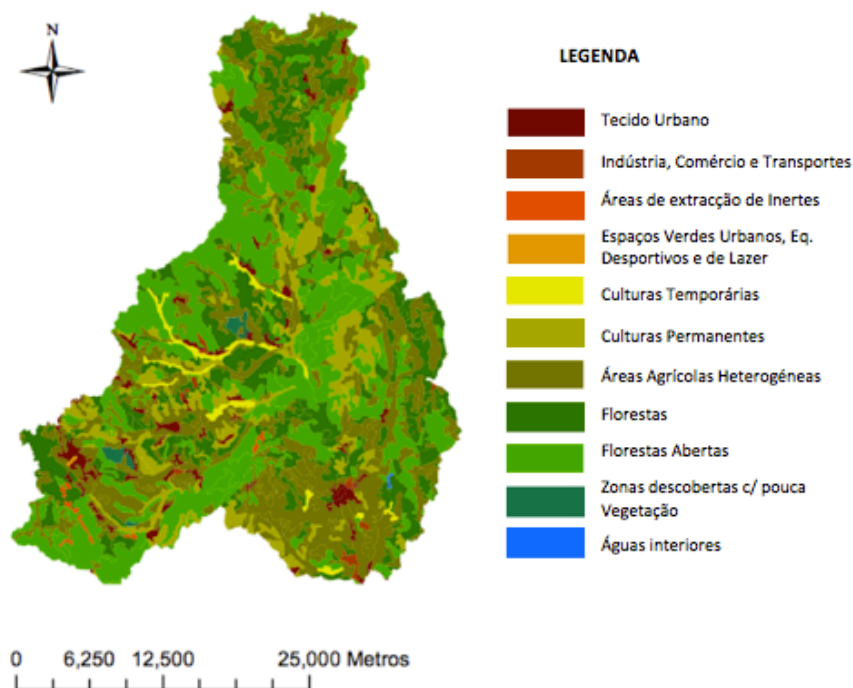 N
LEGENDA
Tecido Urbano
Indústria, Comércio e Transportes
Áreas de extracção de Inertes
Espaços Verdes Urbanos, Eq.
Desportivos e de Lazer
Culturas Temporárias
Culturas Permanentes
Áreas Agrícolas Heterogéneas
Florestas
Florestas Abertas
Zonas descobertas c/ pouca
Vegetação
Águas interiores
0 6,250 12,500 25,000 Metros